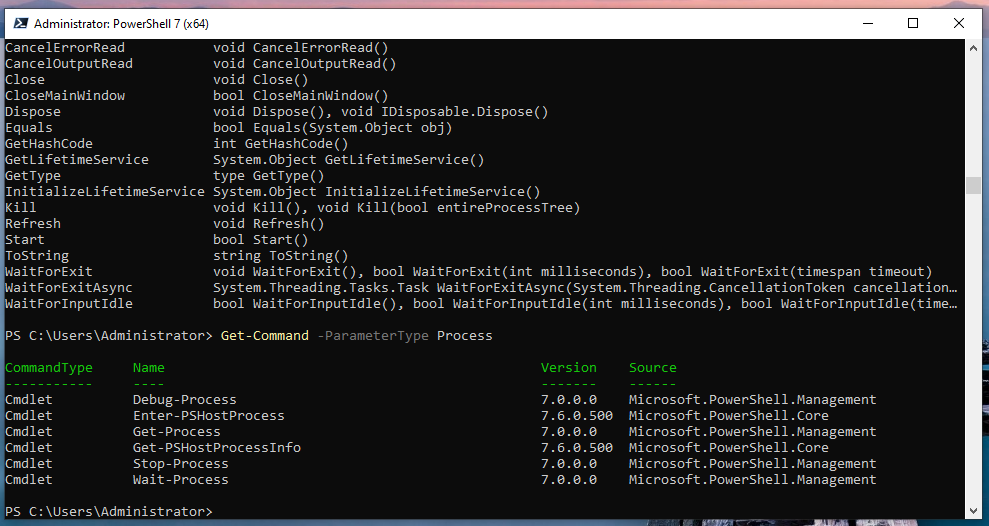 Administrator: PowerShell 7 (x64)
CancelErrorRead           void CancelErrorRead()
CancelOutputRead          void CancelOutputRead()
Close                     void Close()
CloseMainWindow           bool CloseMainWindow()
Dispose                   void Dispose(), void IDisposable.Dispose()
Equals                    bool Equals(System.Object obj)
GetHashCode               int GetHashCode()
GetLifetimeService        System.Object GetLifetimeService()
GetType                   type GetType()
InitializeLifetimeService System.Object InitializeLifetimeService()
Kill                      void Kill(), void Kill(bool entireProcessTree)
Refresh                   void Refresh()
Start                     bool Start()
ToString                  string ToString()
WaitForExit               void WaitForExit(), bool WaitForExit(int milliseconds), bool WaitForExit(timespan timeout)
WaitForExitAsync          System.Threading.Tasks.Task WaitForExitAsync(System.Threading.CancellationToken cancellation…
WaitForInputIdle          bool WaitForInputIdle(), bool WaitForInputIdle(int milliseconds), bool WaitForInputIdle(time…
PS C:\Users\Administrator> Get-Command -ParameterType Process
CommandType     Name                                               Version    Source
-----------     ----                                               -------    ------
Cmdlet          Debug-Process                                      7.0.0.0    Microsoft.PowerShell.Management
Cmdlet          Enter-PSHostProcess                                7.6.0.500  Microsoft.PowerShell.Core
Cmdlet          Get-Process                                        7.0.0.0    Microsoft.PowerShell.Management
Cmdlet          Get-PSHostProcessInfo                              7.6.0.500  Microsoft.PowerShell.Core
Cmdlet          Stop-Process                                       7.0.0.0    Microsoft.PowerShell.Management
Cmdlet          Wait-Process                                       7.0.0.0    Microsoft.PowerShell.Management
PS C:\Users\Administrator>